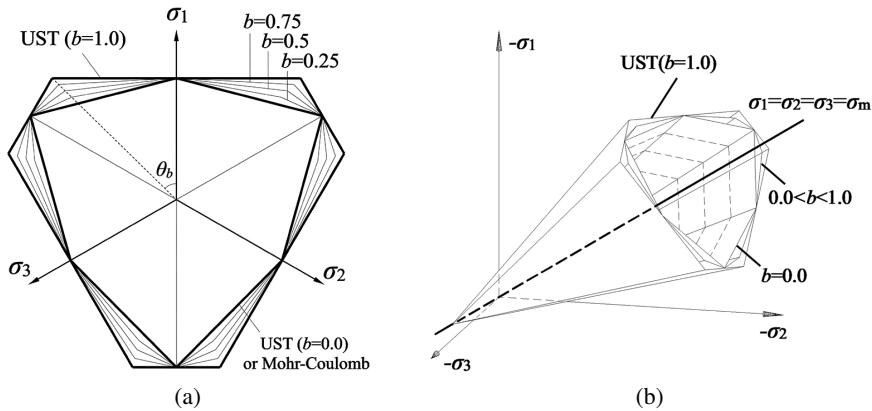 σ1
UST (b=1.0)
b=0.75
b=0.5
b=0.25
θb
σ3
σ2
UST (b=0.0)
or Mohr-Coulomb
(a)
-σ1
UST(b=1.0)
σ1=σ2=σ3=σm
0.0<b<1.0
b=0.0
-σ2
-σ3
(b)